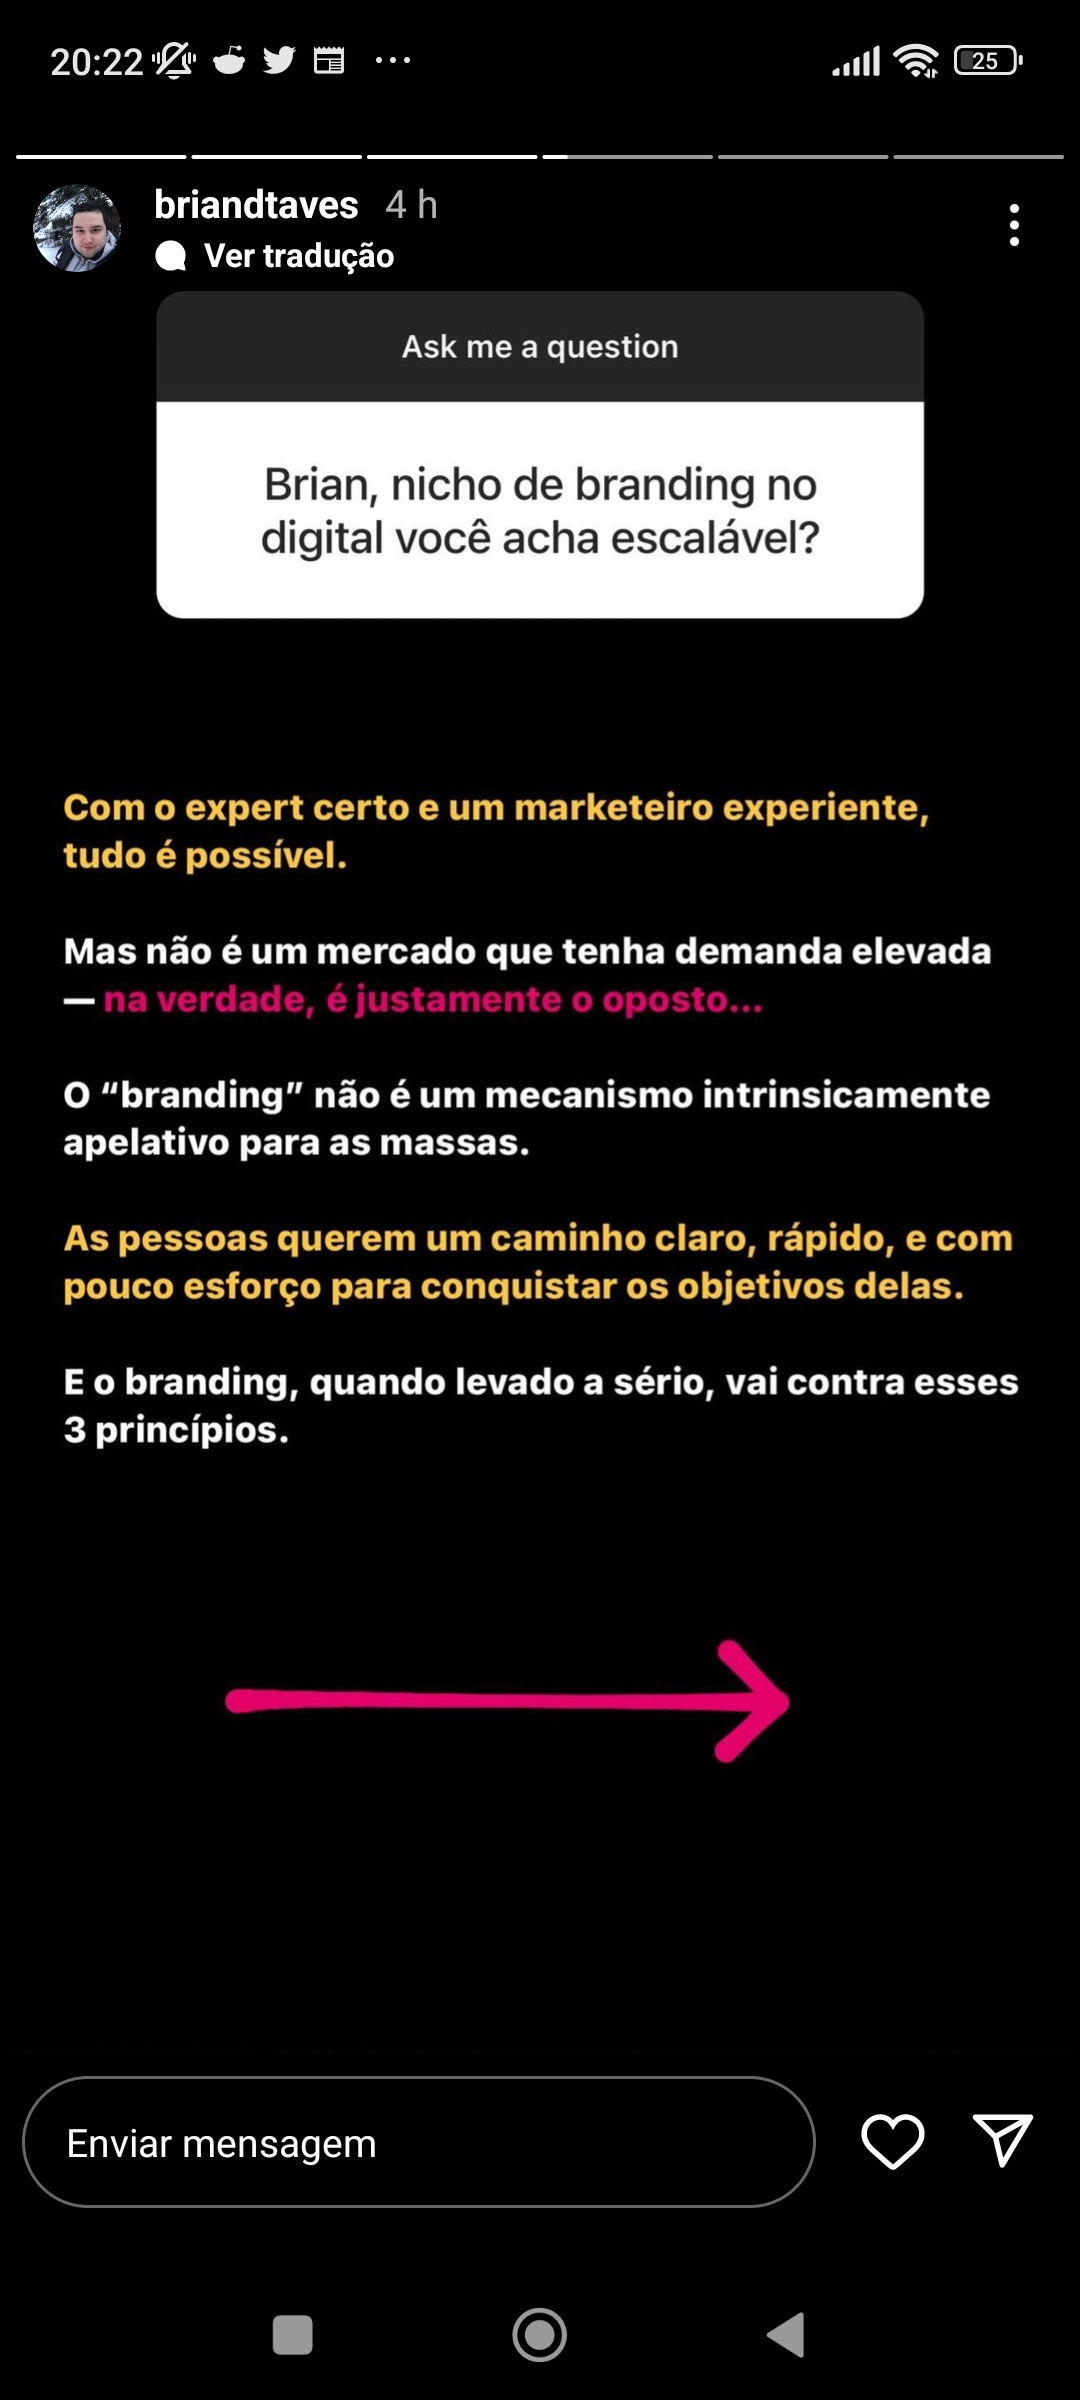 20:22
25
briandtaves 4 h
Ver tradução
Ask me a question
Brian, nicho de branding no
digital você acha escalável?
Com o expert certo e um marketeiro experiente,
tudo é possível.
Mas não é um mercado que tenha demanda elevada
— na verdade, é justamente o oposto...
O “branding” não é um mecanismo intrinsicamente
apelativo para as massas.
As pessoas querem um caminho claro, rápido, e com
pouco esforço para conquistar os objetivos delas.
E o branding, quando levado a sério, vai contra esses
3 princípios.
Enviar mensagem